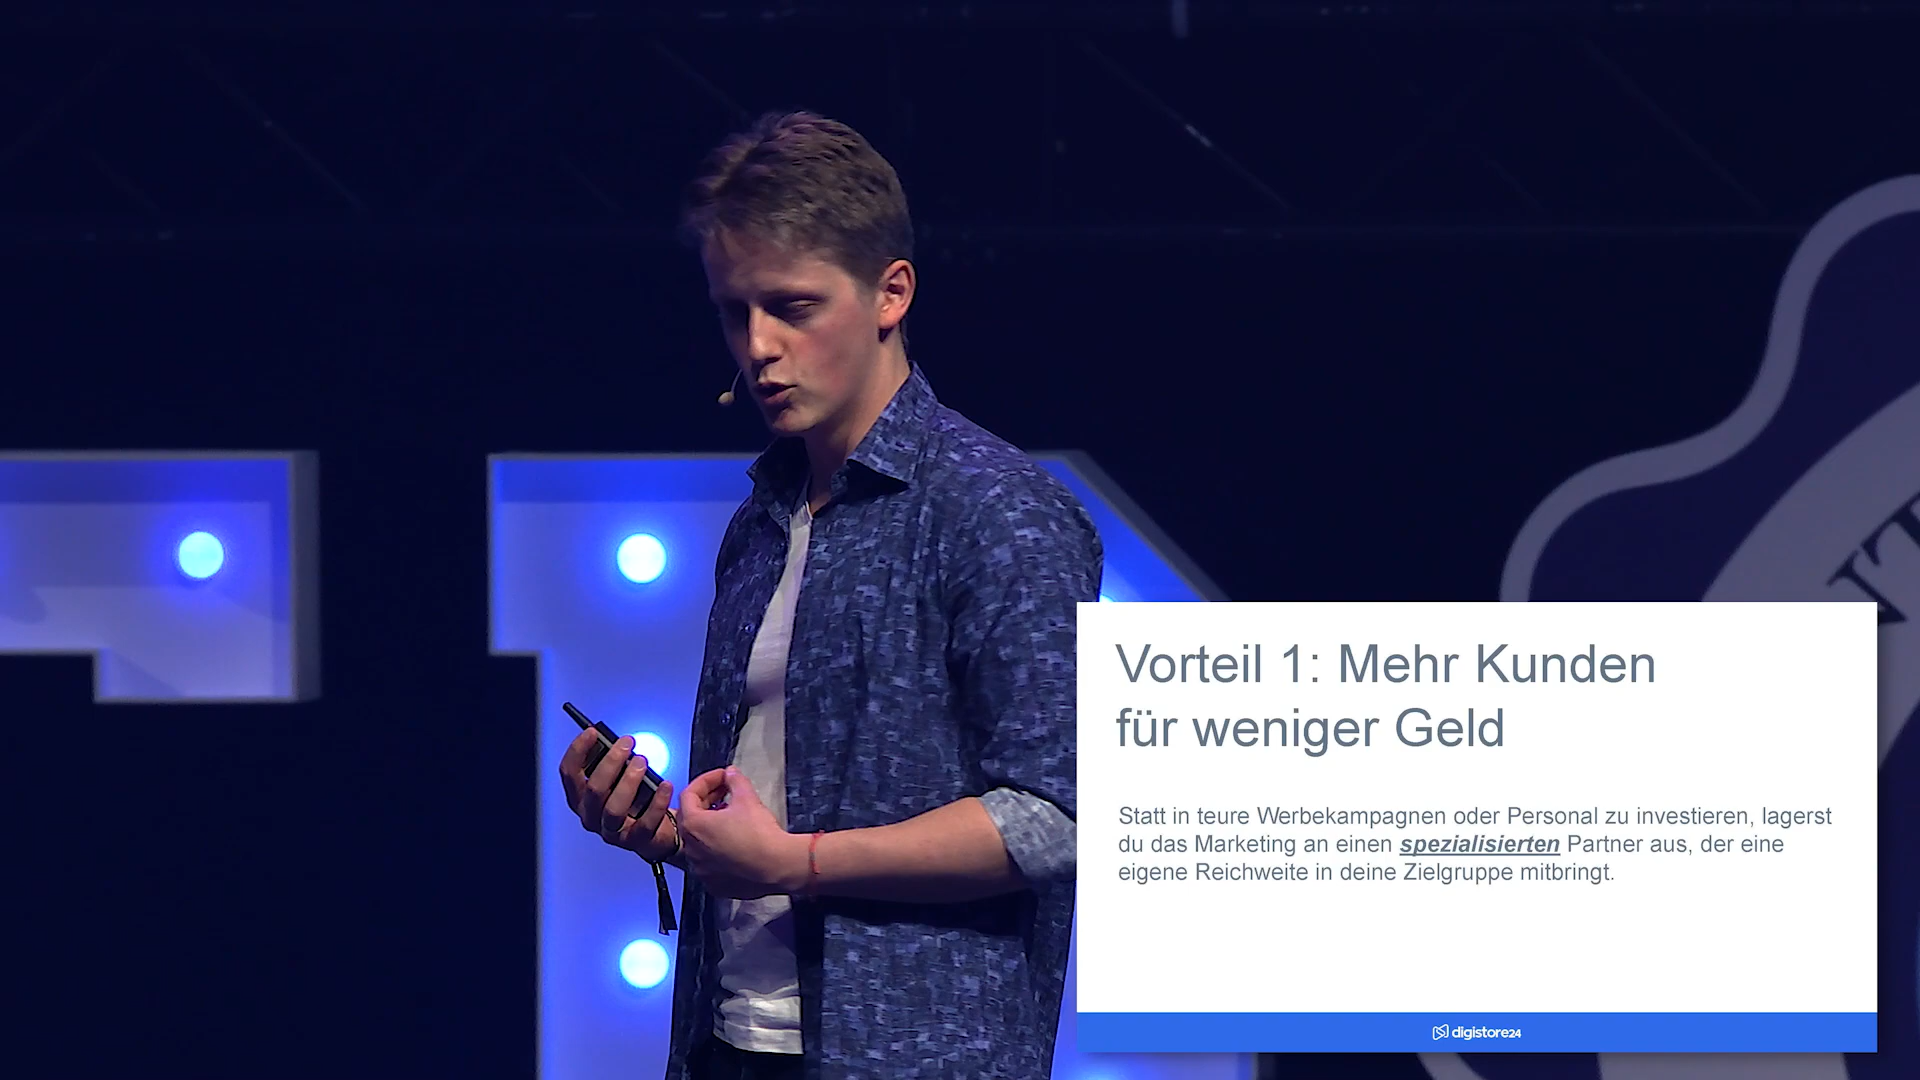 Vorteil 1: Mehr Kunden
für weniger Geld
Statt in teure Werbekampagnen oder Personal zu investieren, lagerst
du das Marketing an einen spezialisierten Partner aus, der eine
eigene Reichweite in deine Zielgruppe mitbringt.
digistore24